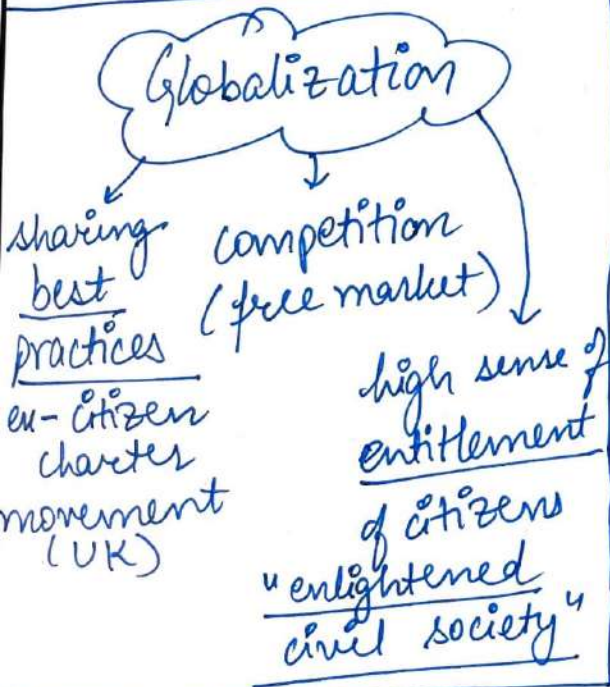 Globalization
sharing
best
practices
ex- citizen
charter
movement
(UK)
competition
(free market)
high sense of
entitlement
of citizens
"enlightened
civil society"